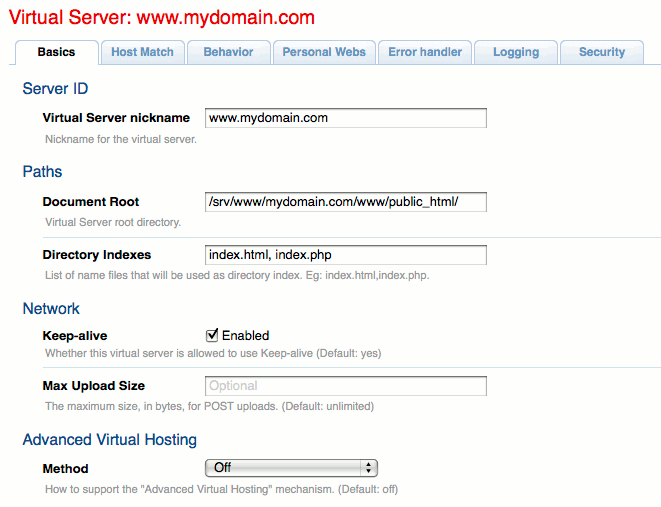 Virtual Server: www.mydomain.com
Basics Host Match Behavior Personal Webs Error handler Logging Security
Server ID
Virtual Server nickname www.mydomain.com
Nickname for the virtual server.
Paths
Document Root /srv/www/mydomain.com/www/public_html/
Virtual Server root directory.
Directory Indexes index.html, index.php
List of name files that will be used as directory index. Eg: index.html,index.php.
Network
Keep-alive Enabled
Whether this virtual server is allowed to use Keep-alive (Default: yes)
Max Upload Size Optional
The maximum size, in bytes, for POST uploads. (Default: unlimited)
Advanced Virtual Hosting
Method Off
How to support the "Advanced Virtual Hosting" mechanism. (Default: off)